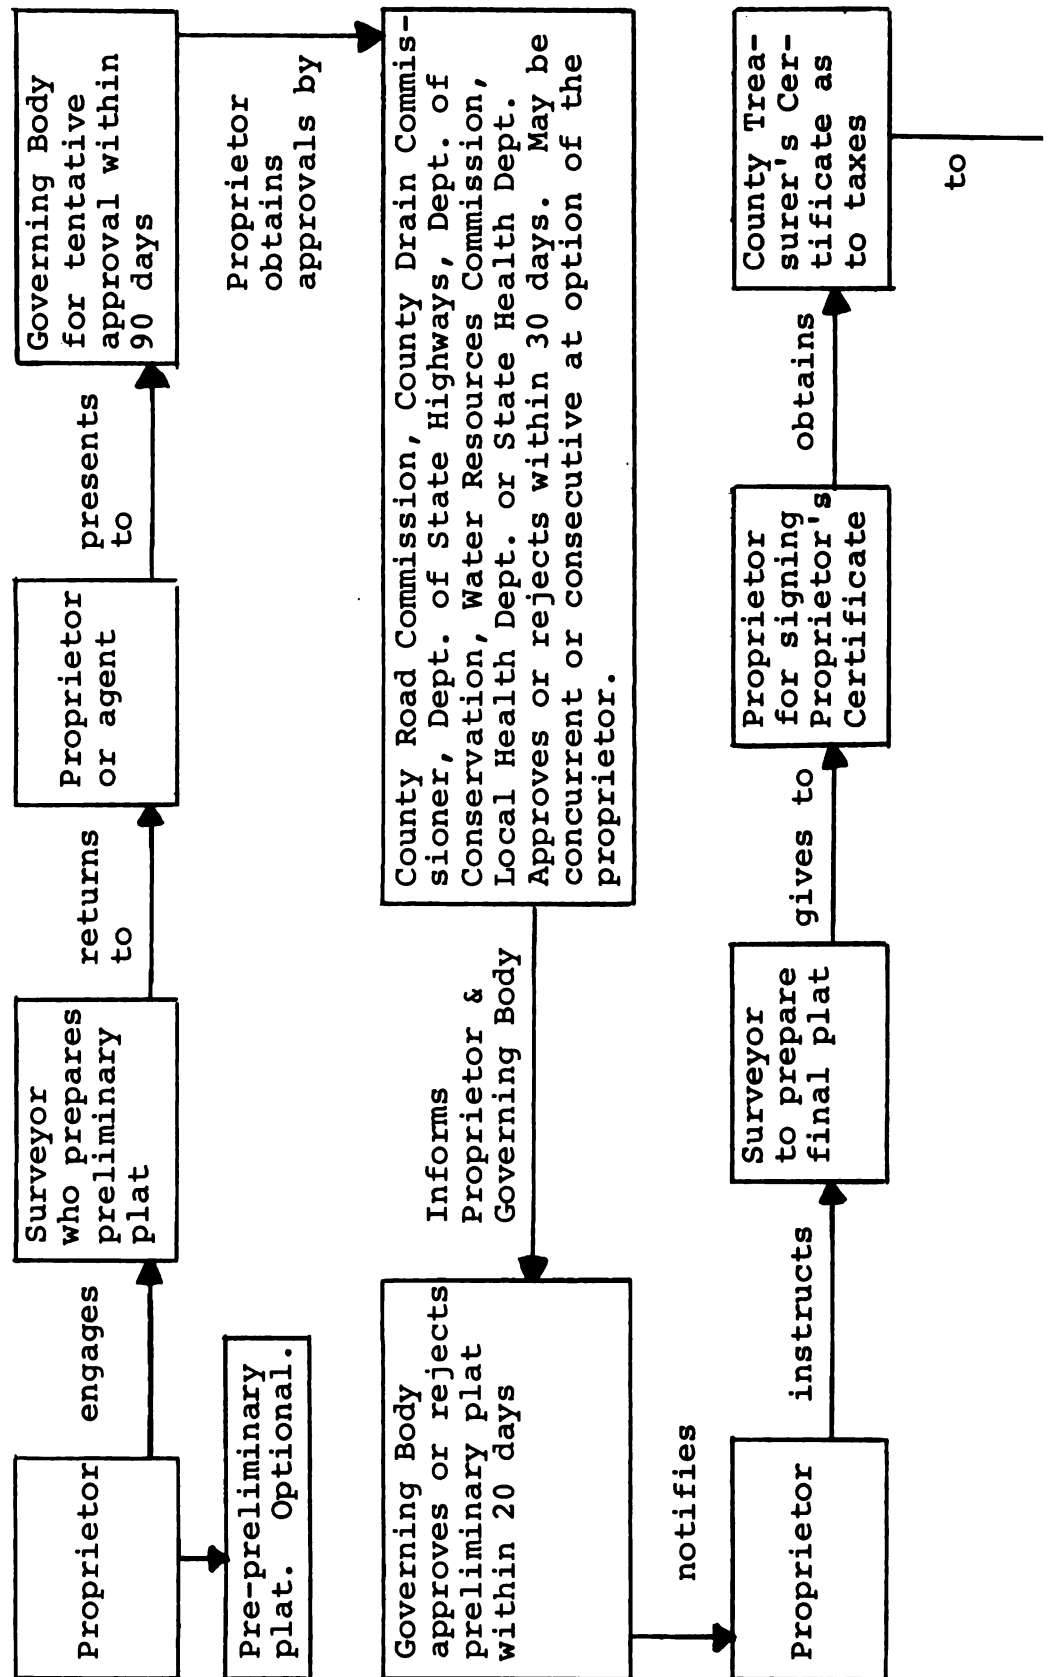 Proprietor
engages
Surveyor
who prepares
preliminary
plat
returns
to
Proprietor
or agent
presents
to
Governing Body
for tentative
approval within
90 days
Pre-preliminary
plat. Optional.
Proprietor
obtains
approvals by
County Road Commission, County Drain Commis-
sioner, Dept. of State Highways, Dept. of
Conservation, Water Resources Commission,
Local Health Dept. or State Health Dept.
Approves or rejects within 30 days. May be
concurrent or consecutive at option of the
proprietor.
Informs
Proprietor &
Governing Body
Governing Body
approves or rejects
preliminary plat
within 20 days
notifies
Proprietor
instructs
Surveyor
to prepare
final plat
gives to
Proprietor
for signing
Proprietor's
Certificate
obtains
County Trea-
surer's Cer-
tificate as
to taxes
to